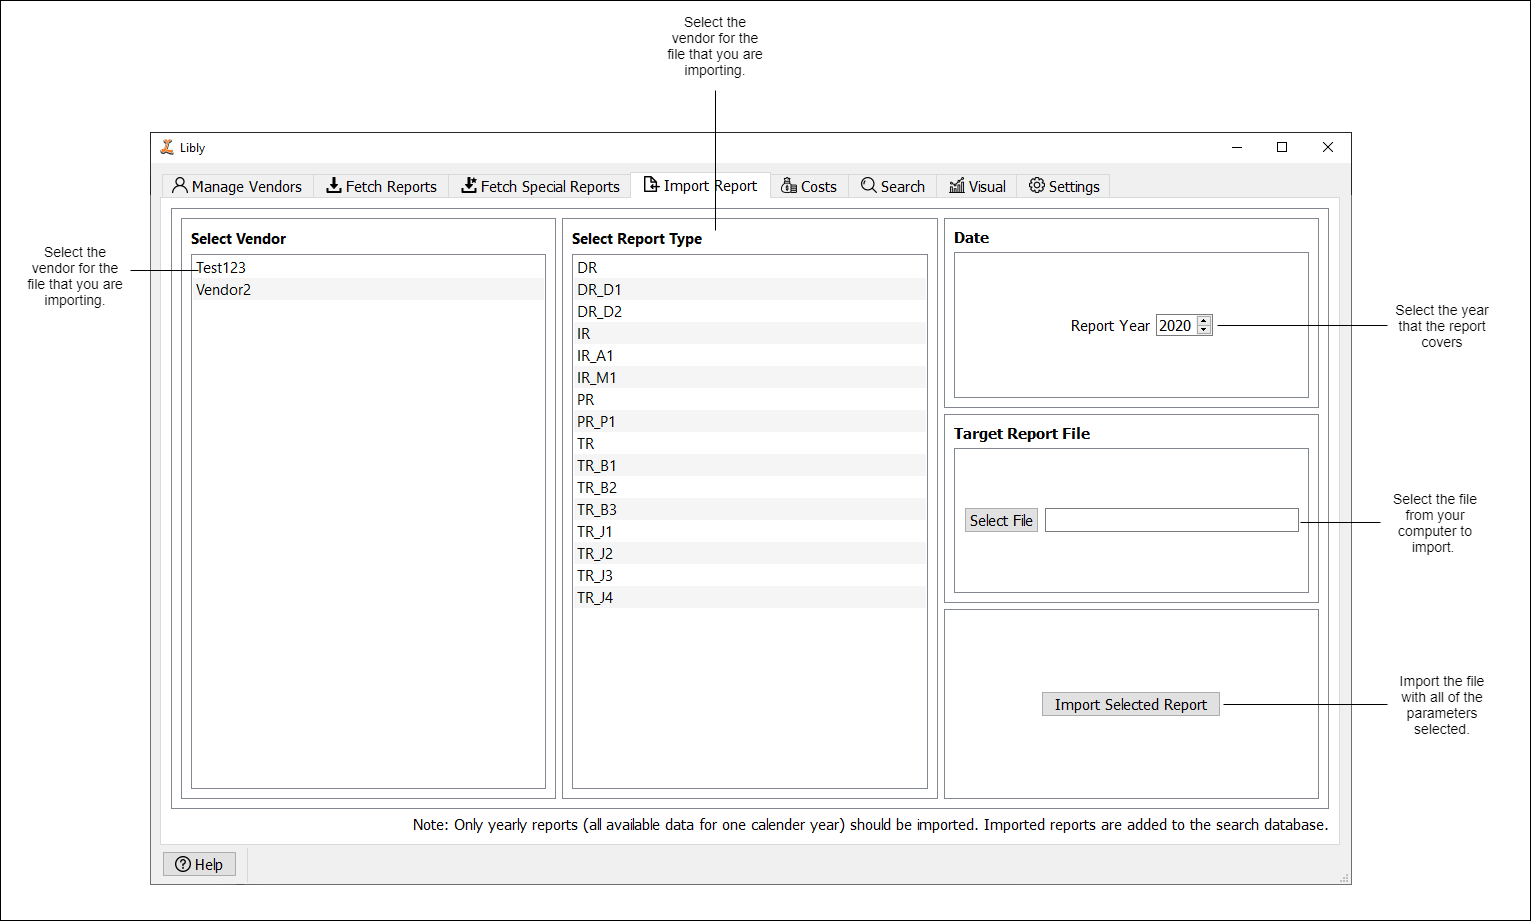 Select the
vendor for the
file that you are
importing.
Libly
Manage Vendors
Fetch Reports
Fetch Special Reports
Import Report
Costs
Search
Visual
Settings
Select the
vendor for the
file that you are
importing.
Select Vendor
Test123
Vendor2
Select Report Type
DR
DR_D1
DR_D2
IR
IR_A1
IR_M1
PR
PR_P1
TR
TR_B1
TR_B2
TR_B3
TR_J1
TR_J2
TR_J3
TR_J4
Date
Report Year 2020
Select the year
that the report
covers
Target Report File
Select File
Select the file
from your
computer to
import.
Import Selected Report
Import the file
with all of the
parameters
selected.
Note: Only yearly reports (all available data for one calender year) should be imported. Imported reports are added to the search database.
Help